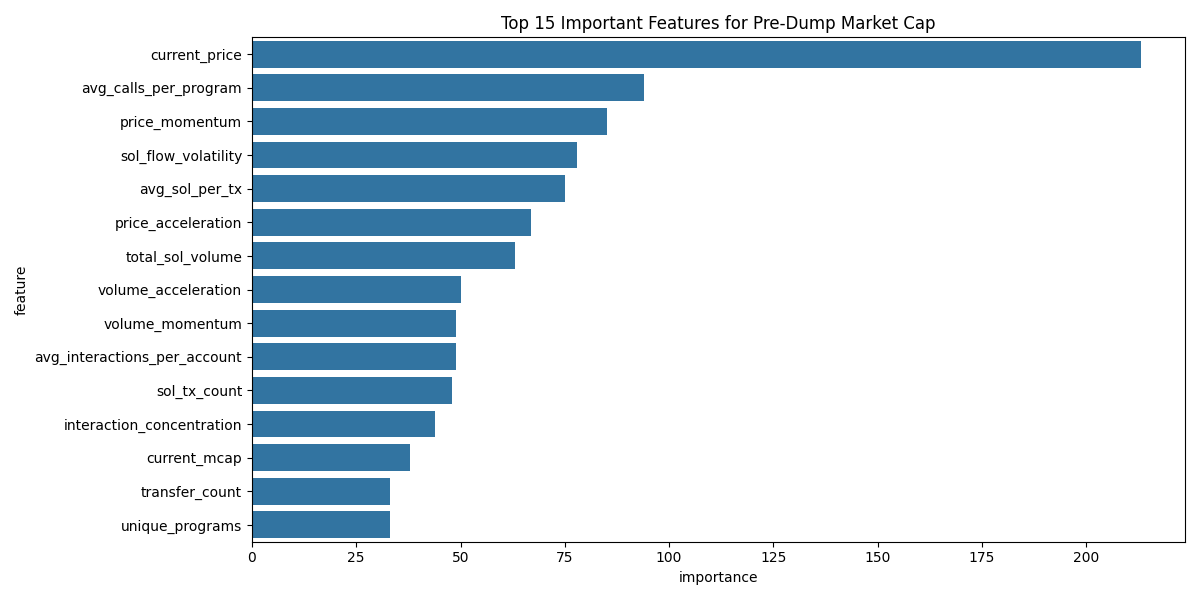 Top 15 Important Features for Pre-Dump Market Cap
feature
current_price
avg_calls_per_program
price_momentum
sol_flow_volatility
avg_sol_per_tx
price_acceleration
total_sol_volume
volume_acceleration
volume_momentum
avg_interactions_per_account
sol_tx_count
interaction_concentration
current_mcap
transfer_count
unique_programs
0 25 50 75 100 125 150 175 200
importance